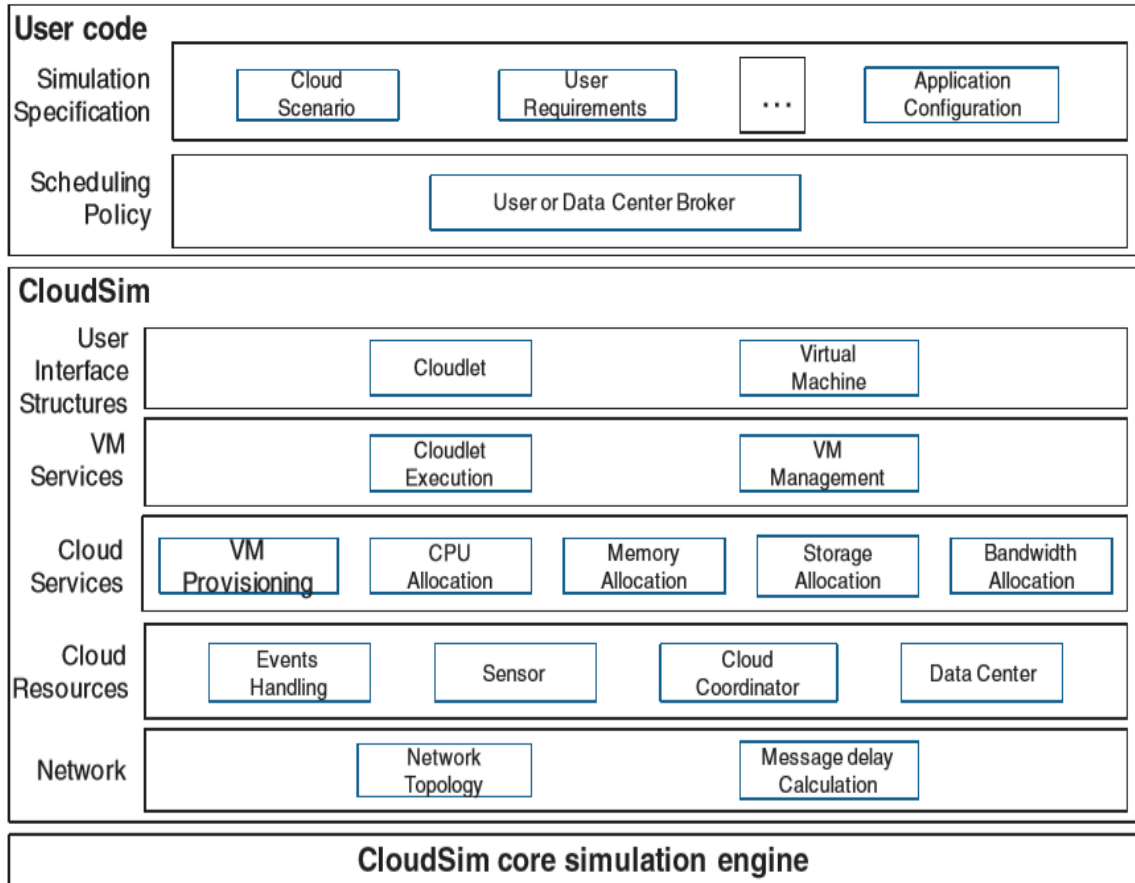 User code
Simulation
Specification
Cloud
Scenario
User
Requirements
...
Application
Configuration
Scheduling
Policy
User or Data Center Broker
CloudSim
User
Interface
Structures
Cloudlet
Virtual
Machine
VM
Services
Cloudlet
Execution
VM
Management
Cloud
Services
VM
Provisioning
CPU
Allocation
Memory
Allocation
Storage
Allocation
Bandwidth
Allocation
Cloud
Resources
Events
Handling
Sensor
Cloud
Coordinator
Data Center
Network
Network
Topology
Message delay
Calculation
CloudSim core simulation engine